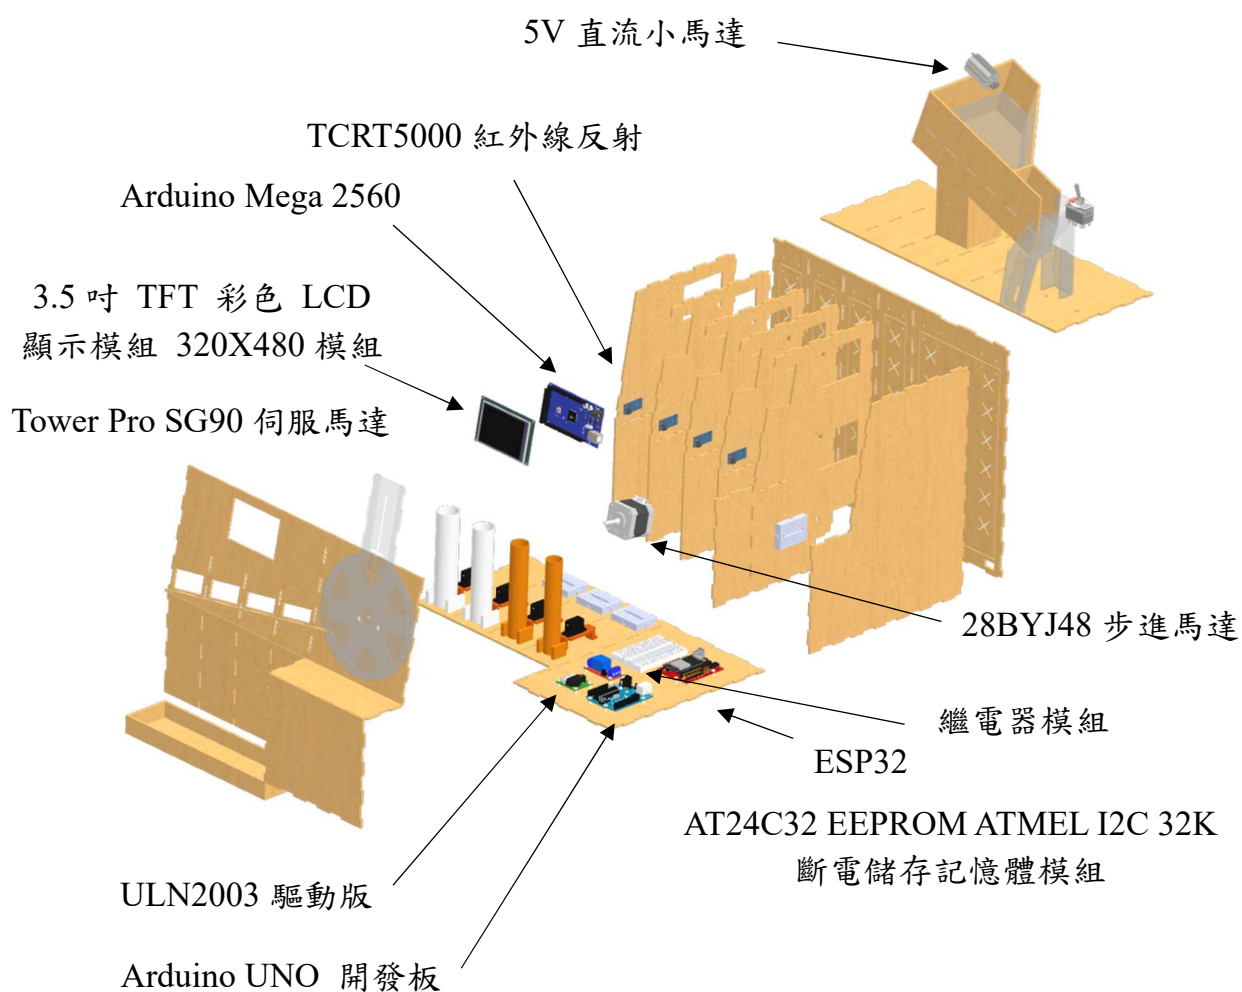 5V 直流小馬達
TCRT5000 紅外線反射
Arduino Mega 2560
3.5 吋 TFT 彩色 LCD
顯示模組 320X480 模組
Tower Pro SG90 伺服馬達
28BYJ48 步進馬達
繼電器模組
ESP32
AT24C32 EEPROM ATMEL I2C 32K
斷電儲存記憶體模組
ULN2003 驅動版
Arduino UNO 開發板